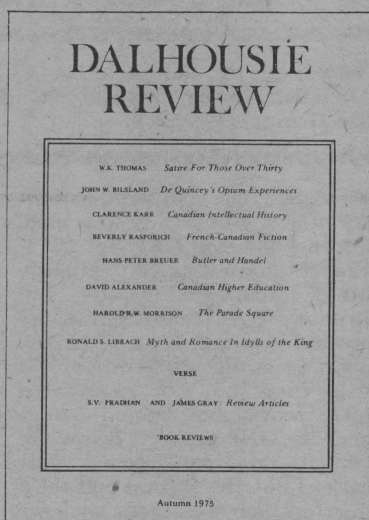 DALHOUSIE
REVIEW
W.K. THOMAS Satire For Those Over Thirty
JOHN W. BILSLAND De Quincey's Opium Experiences
CLARENCE KARR Canadian Intellectual History
BEVERLY RASPORICH French-Canadian Fiction
HANS PETER BREUER Butler and Handel
DAVID ALEXANDER Canadian Higher Education
HAROLD R.W. MORRISON The Parade Square
RONALD S. LIBRACH Myth and Romance In Idylls of the King
VERSE
S.V. PRADHAN AND JAMES GRAY: Review Articles
BOOK REVIEWS
Autumn 1975